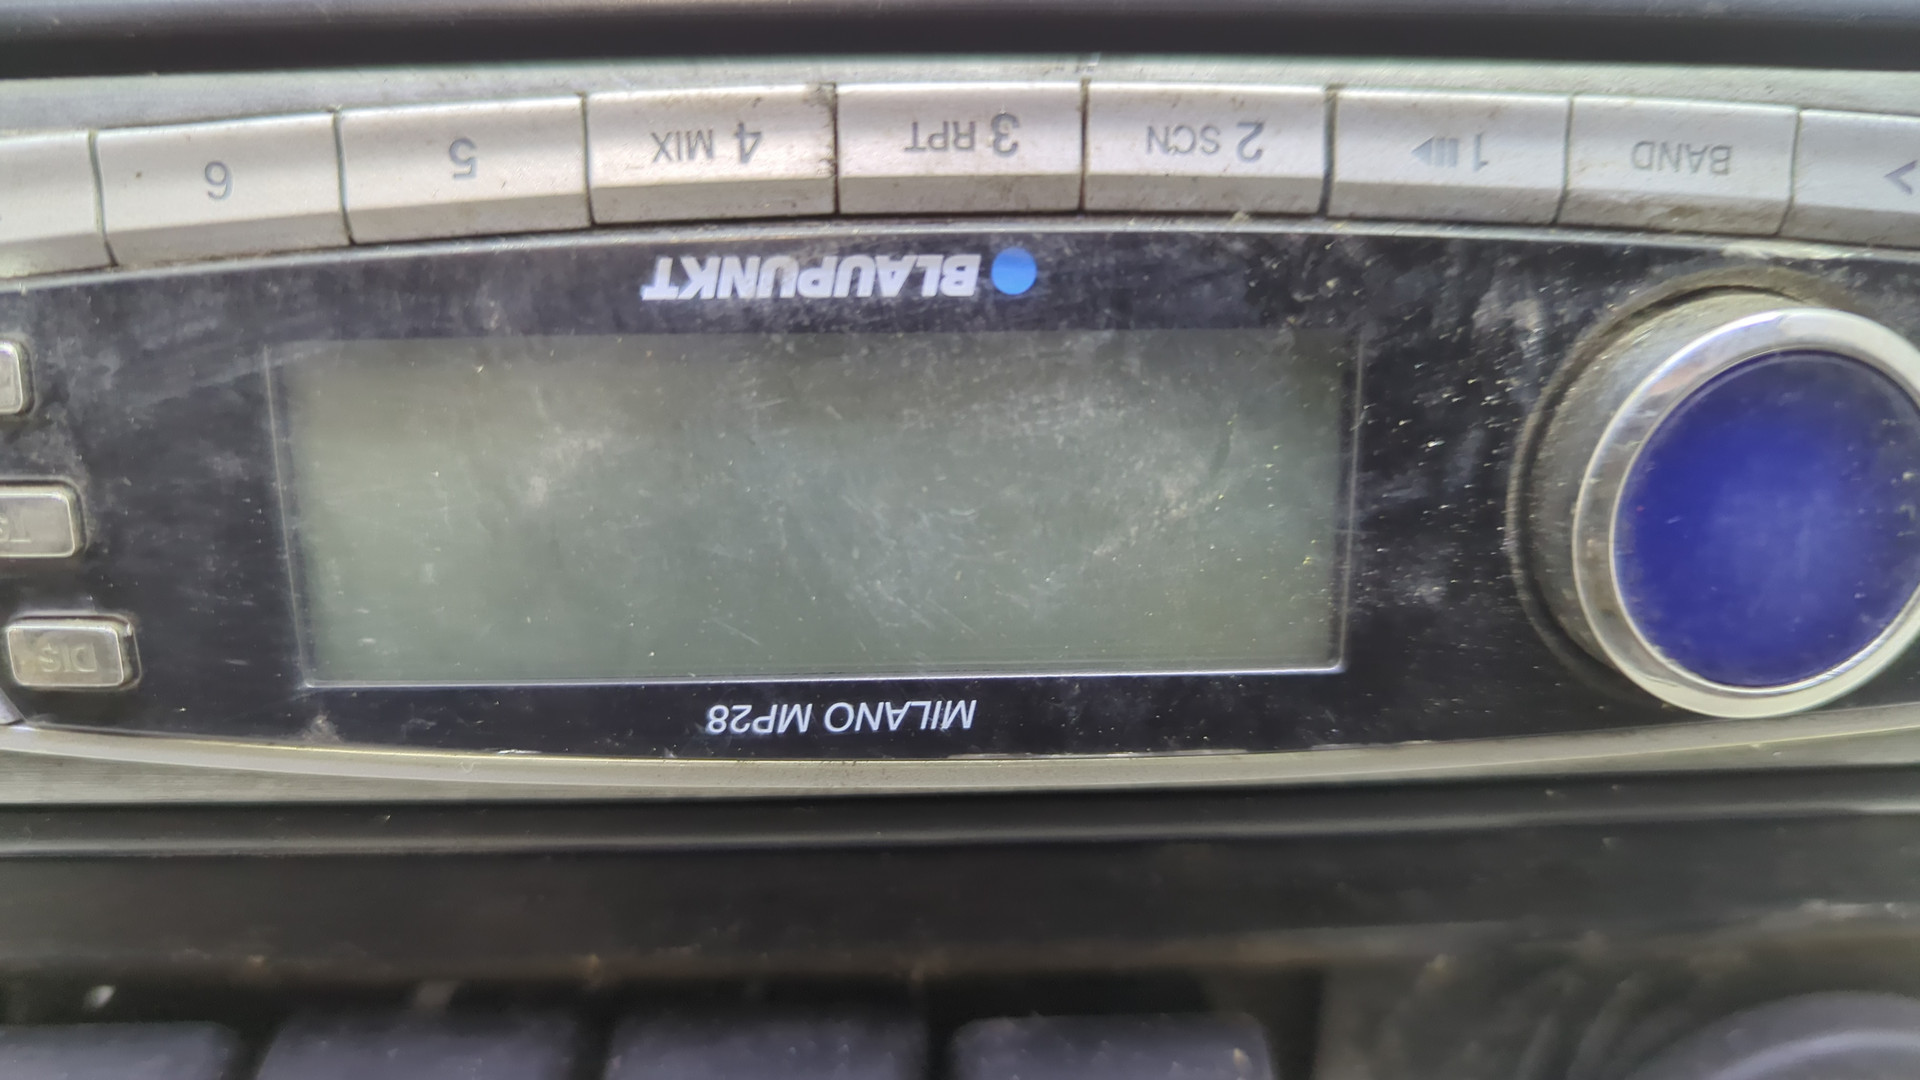 MILANO MP28
DIS
BLAUPUNKT
BAND 1 2 SCN 3 RPT 4 MIX 5 6